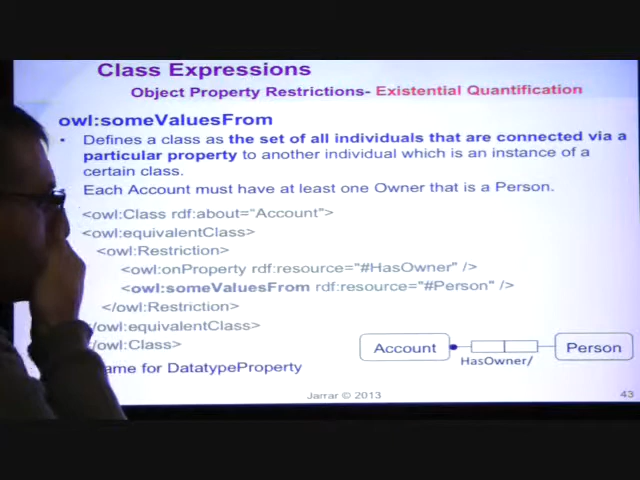 Class Expressions
Object Property Restrictions- Existential Quantification
owl:someValuesFrom
• Defines a class as the set of all individuals that are connected via a
particular property to another individual which is an instance of a
certain class.
Each Account must have at least one Owner that is a Person.
<owl:Class rdf:about="Account">
<owl:equivalentClass>
<owl:Restriction>
<owl:onProperty rdf:resource="#HasOwner" />
<owl:someValuesFrom rdf:resource="#Person" />
</owl:Restriction>
/owl:equivalentClass>
/owl:Class>
Account
Person
HasOwner/
ame for DatatypeProperty
Jarrar © 2013
43